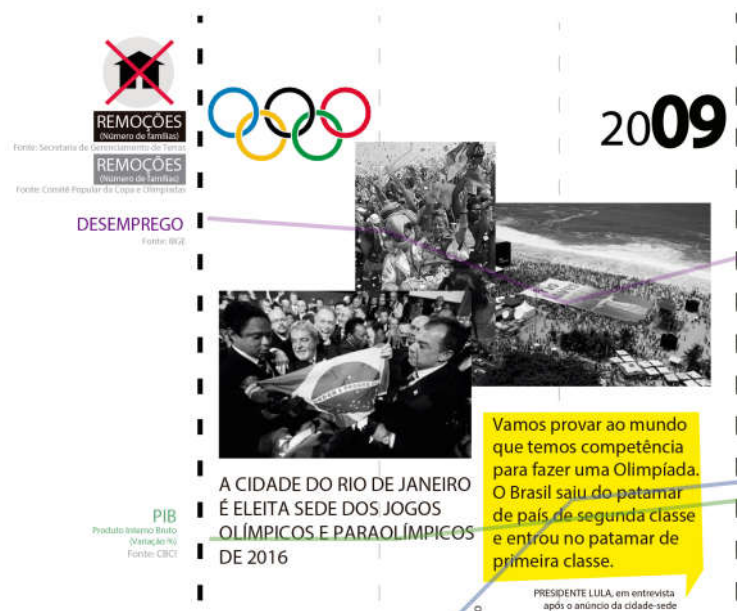 REMOÇÕES
(Número de famílias)
Fonte: Secretaria de Gerenciamento de Terras
REMOÇÕES
(Número de famílias)
Fonte: Comitê Popular da Copa e Olimpíadas
DESEMPREGO
Fonte: IBGE
2009
A CIDADE DO RIO DE JANEIRO
É ELEITA SEDE DOS JOGOS
OLÍMPICOS E PARAOLÍMPICOS
DE 2016
Vamos provar ao mundo
que temos competência
para fazer uma Olimpíada.
O Brasil saiu do patamar
de país de segunda classe
e entrou no patamar de
primeira classe.
PRESIDENTE LULA, em entrevista
após o anúncio da cidade-sede
PIB
Produto Interno Bruto
(Variação %)